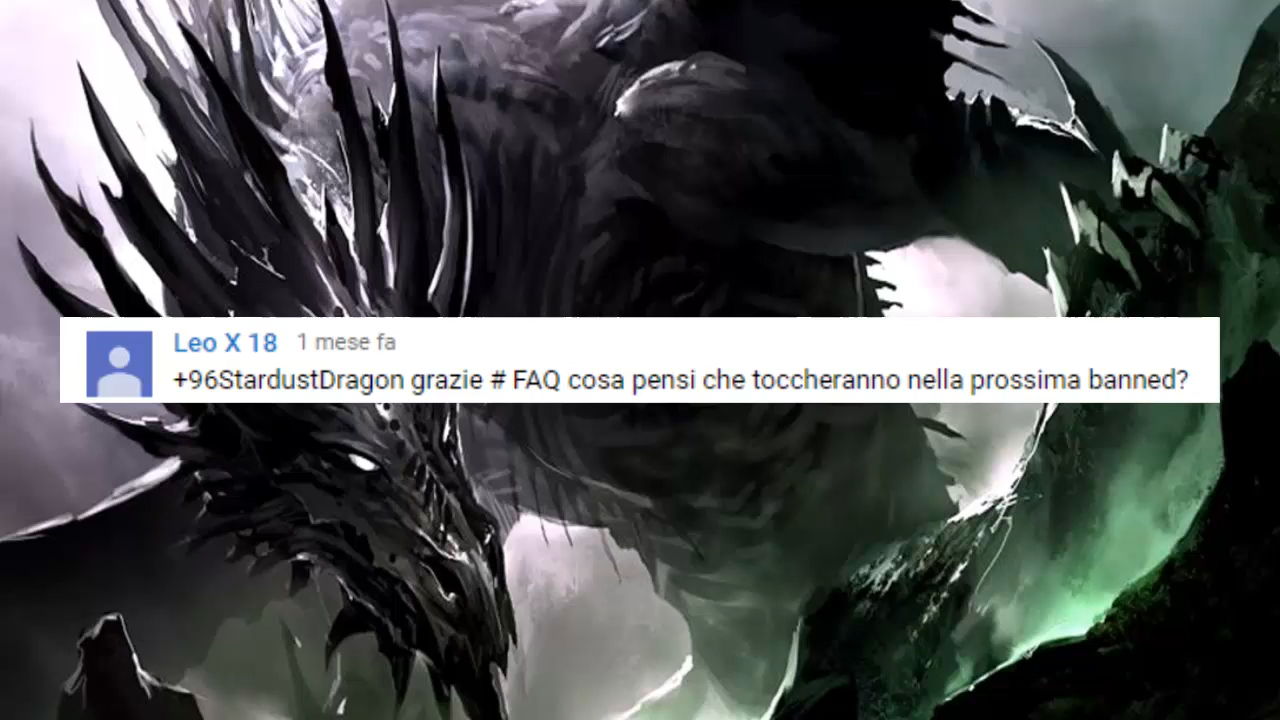 Leo X 18 1 mese fa
+96StardustDragon grazie # FAQ cosa pensi che toccheranno nella prossima banned?